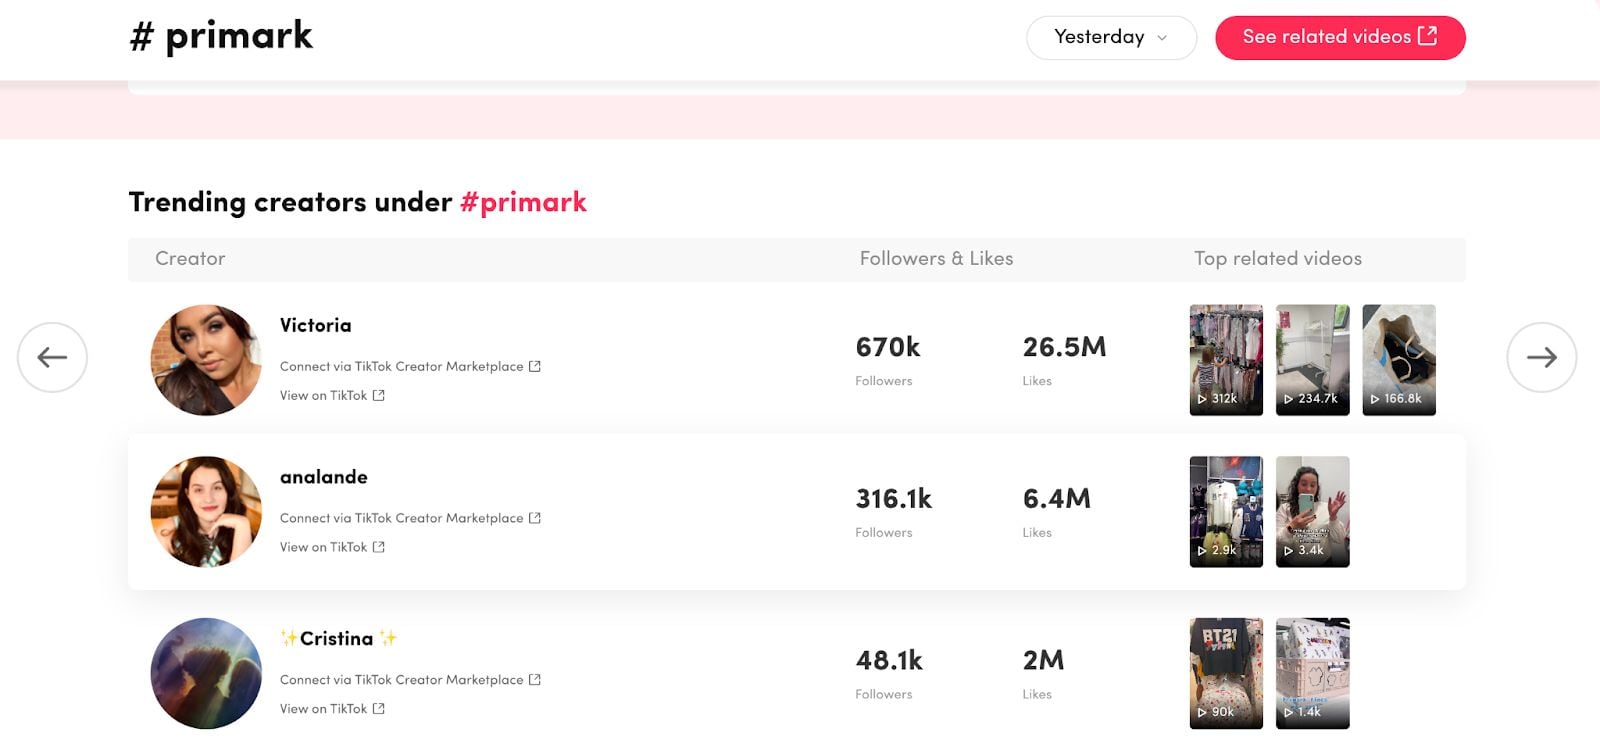 # primark
Yesterday
See related videos
Trending creators under #primark
Creator
Followers & Likes
Top related videos
Victoria
Connect via TikTok Creator Marketplace
View on TikTok
670k
Followers
26.5M
Likes
312k
234.7k
166.8k
analande
Connect via TikTok Creator Marketplace
View on TikTok
316.1k
Followers
6.4M
Likes
2.9k
3.4k
✨Cristina ✨
Connect via TikTok Creator Marketplace
View on TikTok
48.1k
Followers
2M
Likes
BT21
90k
1.4k